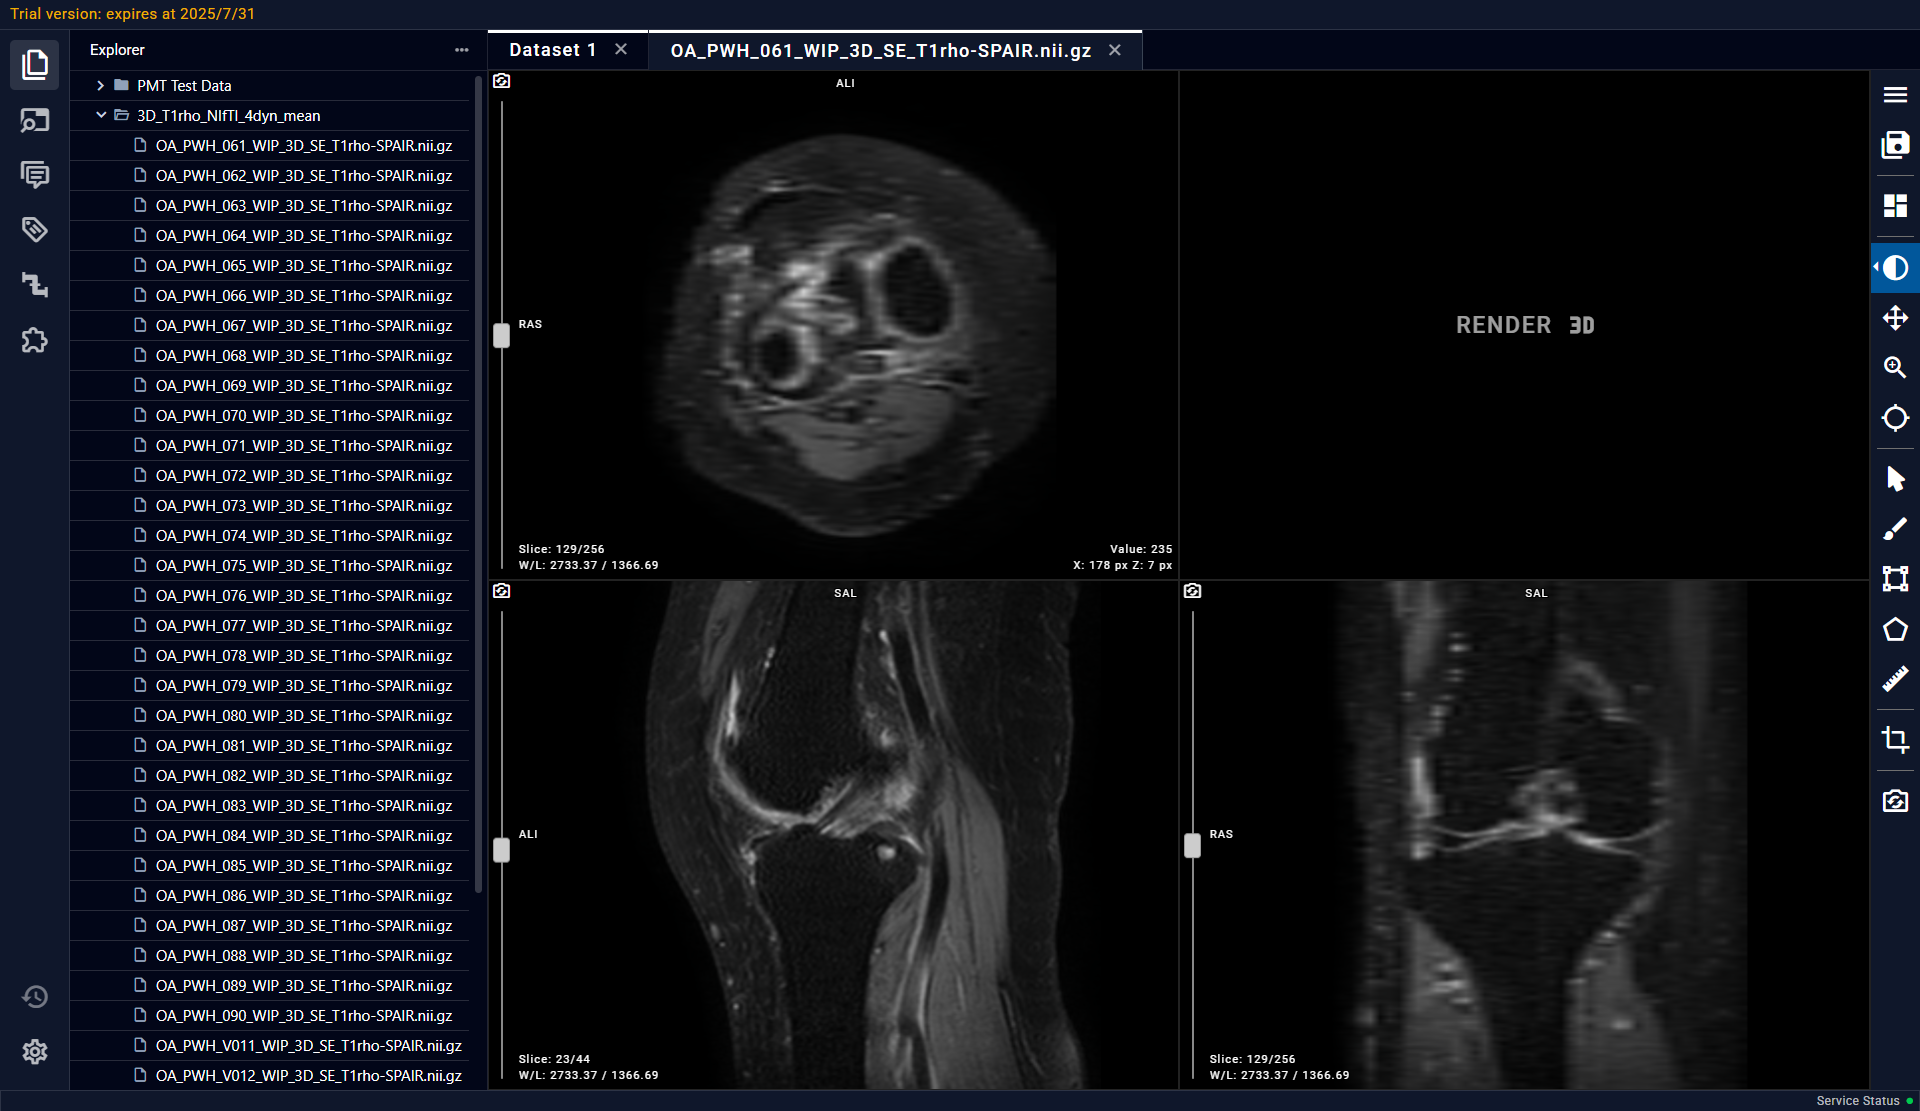 Trial version: expires at 2025/7/31
Explorer
Dataset 1
OA_PWH_061_WIP_3D_SE_T1rho-SPAIR.nii.gz
PMT Test Data
3D_T1rho_NIfTI_4dyn_mean
OA_PWH_061_WIP_3D_SE_T1rho-SPAIR.nii.gz
OA_PWH_062_WIP_3D_SE_T1rho-SPAIR.nii.gz
OA_PWH_063_WIP_3D_SE_T1rho-SPAIR.nii.gz
OA_PWH_064_WIP_3D_SE_T1rho-SPAIR.nii.gz
OA_PWH_065_WIP_3D_SE_T1rho-SPAIR.nii.gz
OA_PWH_066_WIP_3D_SE_T1rho-SPAIR.nii.gz
OA_PWH_067_WIP_3D_SE_T1rho-SPAIR.nii.gz
OA_PWH_068_WIP_3D_SE_T1rho-SPAIR.nii.gz
OA_PWH_069_WIP_3D_SE_T1rho-SPAIR.nii.gz
OA_PWH_070_WIP_3D_SE_T1rho-SPAIR.nii.gz
OA_PWH_071_WIP_3D_SE_T1rho-SPAIR.nii.gz
OA_PWH_072_WIP_3D_SE_T1rho-SPAIR.nii.gz
OA_PWH_073_WIP_3D_SE_T1rho-SPAIR.nii.gz
OA_PWH_074_WIP_3D_SE_T1rho-SPAIR.nii.gz
OA_PWH_075_WIP_3D_SE_T1rho-SPAIR.nii.gz
OA_PWH_076_WIP_3D_SE_T1rho-SPAIR.nii.gz
OA_PWH_077_WIP_3D_SE_T1rho-SPAIR.nii.gz
OA_PWH_078_WIP_3D_SE_T1rho-SPAIR.nii.gz
OA_PWH_079_WIP_3D_SE_T1rho-SPAIR.nii.gz
OA_PWH_080_WIP_3D_SE_T1rho-SPAIR.nii.gz
OA_PWH_081_WIP_3D_SE_T1rho-SPAIR.nii.gz
OA_PWH_082_WIP_3D_SE_T1rho-SPAIR.nii.gz
OA_PWH_083_WIP_3D_SE_T1rho-SPAIR.nii.gz
OA_PWH_084_WIP_3D_SE_T1rho-SPAIR.nii.gz
OA_PWH_085_WIP_3D_SE_T1rho-SPAIR.nii.gz
OA_PWH_086_WIP_3D_SE_T1rho-SPAIR.nii.gz
OA_PWH_087_WIP_3D_SE_T1rho-SPAIR.nii.gz
OA_PWH_088_WIP_3D_SE_T1rho-SPAIR.nii.gz
OA_PWH_089_WIP_3D_SE_T1rho-SPAIR.nii.gz
OA_PWH_090_WIP_3D_SE_T1rho-SPAIR.nii.gz
OA_PWH_V011_WIP_3D_SE_T1rho-SPAIR.nii.gz
OA_PWH_V012_WIP_3D_SE_T1rho-SPAIR.nii.gz
ALI
RAS
Slice: 129/256
W/L: 2733.37 / 1366.69
Value: 235
X: 178 px Z: 7 px
RENDER 3D
SAL
ALI
Slice: 23/44
W/L: 2733.37 / 1366.69
SAL
RAS
Slice: 129/256
W/L: 2733.37 / 1366.69
Service Status